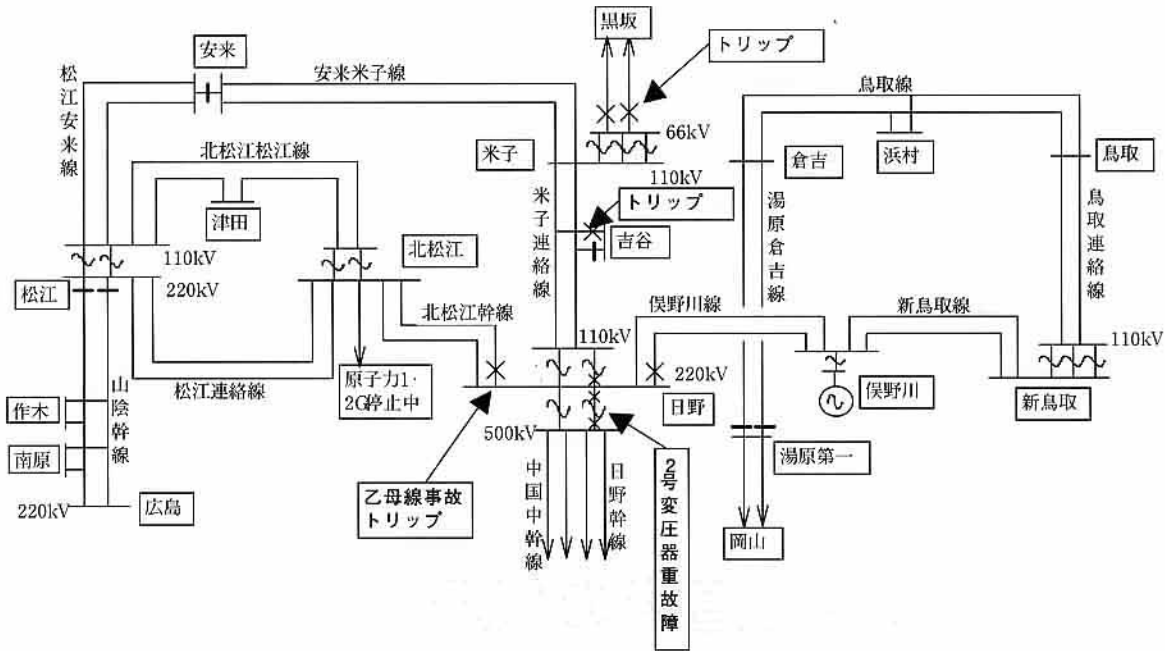 黒坂
トリップ
安来
松江安来線
安来米子線
鳥取線
66kV
米子
110kV
倉吉
浜村
鳥取
北松江松江線
津田
トリップ
吉谷
米子連絡線
湯原倉吉線
鳥取連絡線
110kV
220kV
松江
北松江
北松江幹線
俣野川線
新鳥取線
110kV
110kV
松江連絡線
原子力1・
2G停止中
220kV
日野
俣野川
新鳥取
山陰幹線
作木
南原
220kV
広島
500kV
乙母線事故
トリップ
中国中幹線
日野幹線
2号変圧器重故障
湯原第一
岡山